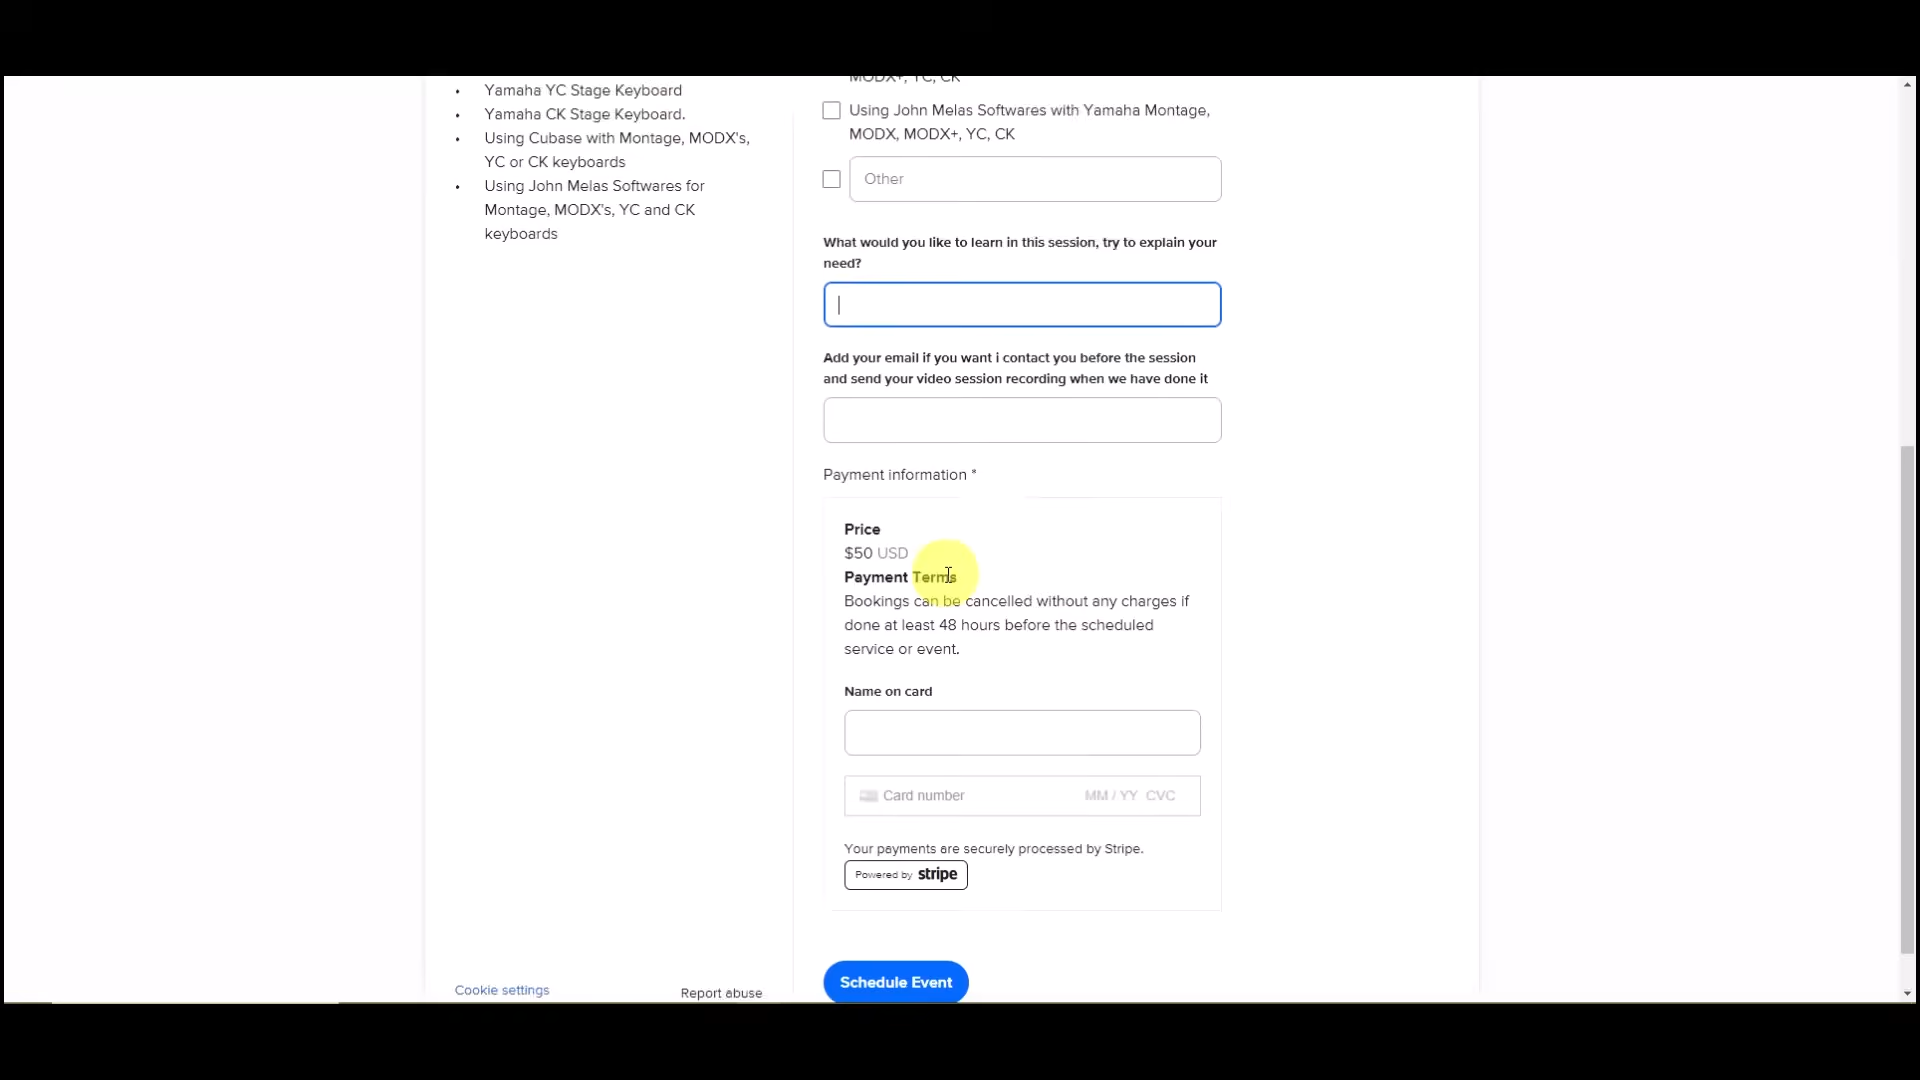 Yamaha YC Stage Keyboard
Yamaha CK Stage Keyboard.
Using Cubase with Montage, MODX's,
YC or CK keyboards
Using John Melas Softwares for
Montage, MODX's, YC and CK
keyboards
MODX+, YC, CK
Using John Melas Softwares with Yamaha Montage,
MODX, MODX+, YC, CK
Other
What would you like to learn in this session, try to explain your
need?
Add your email if you want i contact you before the session
and send your video session recording when we have done it
Payment information *
Price
$50 USD
Payment Terms
Bookings can be cancelled without any charges if
done at least 48 hours before the scheduled
service or event.
Name on card
Card number MM / YY CVC
Your payments are securely processed by Stripe.
Powered by stripe
Schedule Event
Cookie settings
Report abuse